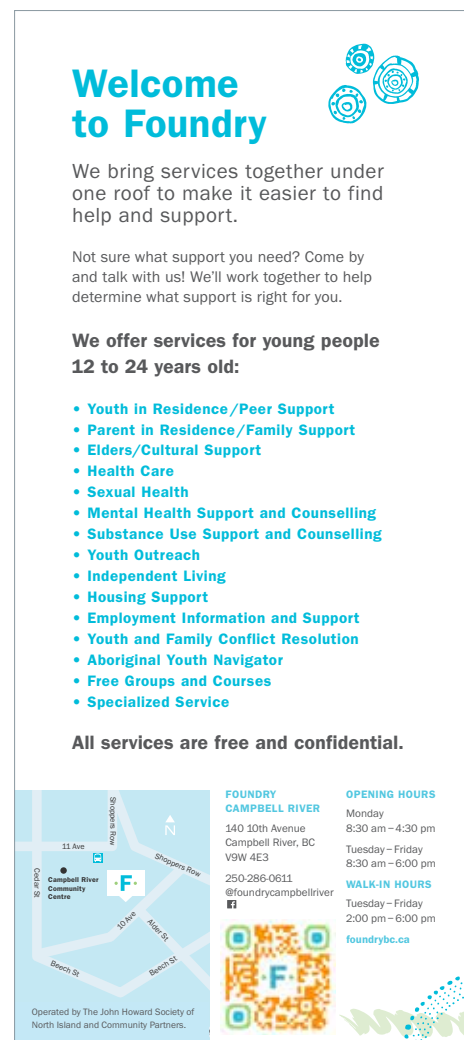 Welcome
to Foundry
We bring services together under
one roof to make it easier to find
help and support.
Not sure what support you need? Come by
and talk with us! We'll work together to help
determine what support is right for you.
We offer services for young people
12 to 24 years old:
• Youth in Residence/Peer Support
• Parent in Residence/Family Support
• Elders/Cultural Support
• Health Care
• Sexual Health
• Mental Health Support and Counselling
• Substance Use Support and Counselling
• Youth Outreach
• Independent Living
• Housing Support
• Employment Information and Support
• Youth and Family Conflict Resolution
• Aboriginal Youth Navigator
• Free Groups and Courses
• Specialized Service
All services are free and confidential.
Shoppers Row
N
11 Ave
Shoppers Row
Cedar St
Campbell River
Community
Centre
F
10 Ave
Alder St
Beech St
Beech St
Operated by The John Howard Society of
North Island and Community Partners.
FOUNDRY
CAMPBELL RIVER
140 10th Avenue
Campbell River, BC
V9W 4E3
250-286-0611
@foundrycampbellriver
F
OPENING HOURS
Monday
8:30 am – 4:30 pm
Tuesday – Friday
8:30 am – 6:00 pm
WALK-IN HOURS
Tuesday – Friday
2:00 pm – 6:00 pm
foundrybc.ca